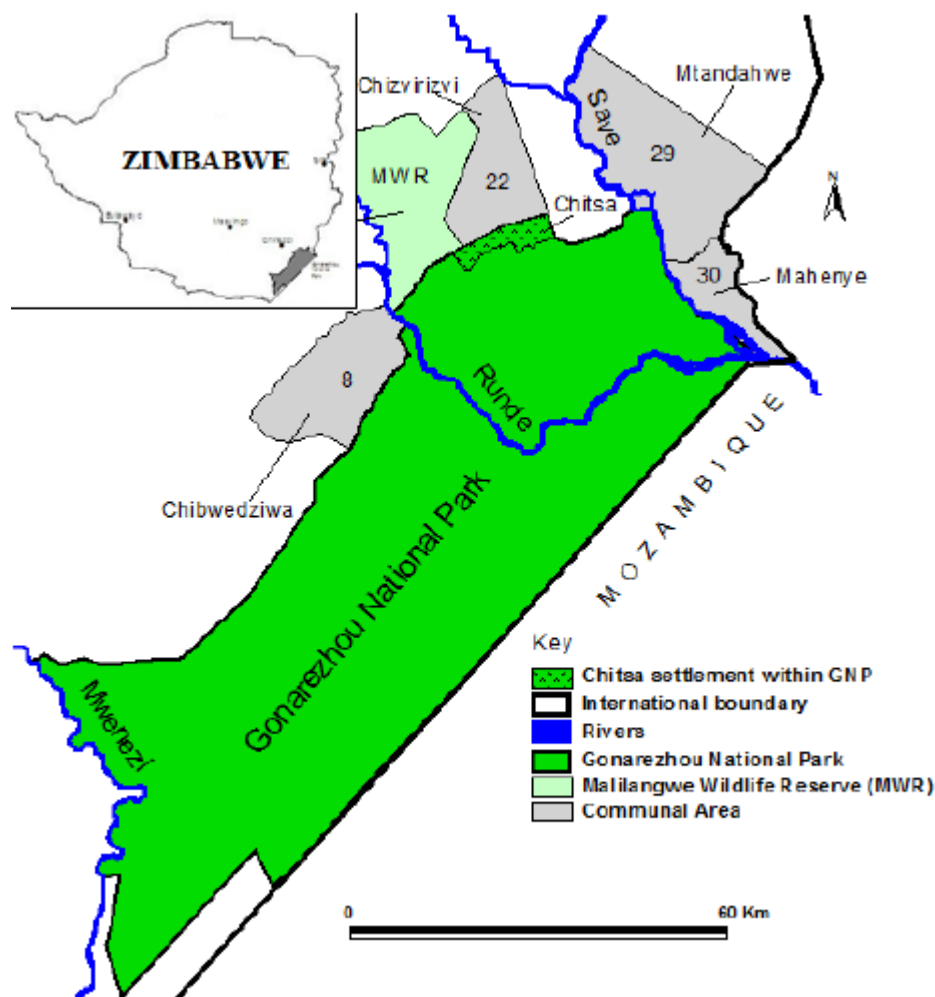 ZIMBABWE
Chizvirizvi
Mtandahwe
Save
29
MWR
22
Chitsa
30
Mahenye
8
Runde
Chibwedziwa
MOZAMBIQUE
Gonarezhou National Park
Mwenezi
N
Key
Chitsa settlement within GNP
International boundary
Rivers
Gonarezhou National Park
Malilangwe Wildlife Reserve (MWR)
Communal Area
0
60 Km